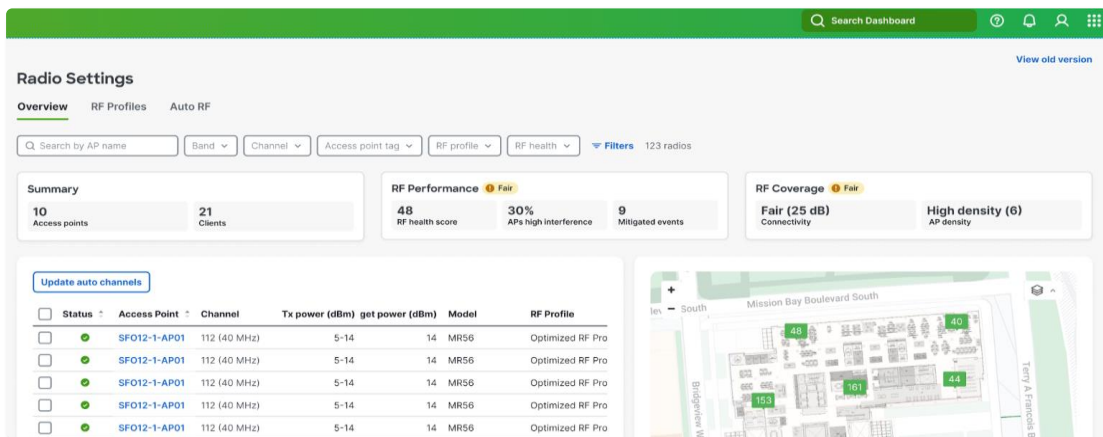 Search Dashboard
View old version
Radio Settings
Overview RF Profiles Auto RF
Search by AP name Band Channel Access point tag RF profile RF health Filters 123 radios
Summary
10 21
Access points Clients
RF Performance Fair
48 30% 9
RF health score APs high interference Mitigated events
RF Coverage Fair
Fair (25 dB) High density (6)
Connectivity AP density
Update auto channels
Status Access Point Channel Tx power (dBm) get power (dBm) Model RF Profile
SFO12-1-AP01 112 (40 MHz) 5-14 14 MR56 Optimized RF Pro
SFO12-1-AP01 112 (40 MHz) 5-14 14 MR56 Optimized RF Pro
SFO12-1-AP01 112 (40 MHz) 5-14 14 MR56 Optimized RF Pro
SFO12-1-AP01 112 (40 MHz) 5-14 14 MR56 Optimized RF Pro
SFO12-1-AP01 112 (40 MHz) 5-14 14 MR56 Optimized RF Pro
South Mission Bay Boulevard South
48 40
161 44
153
Bridgeview W
Terry A Francois B